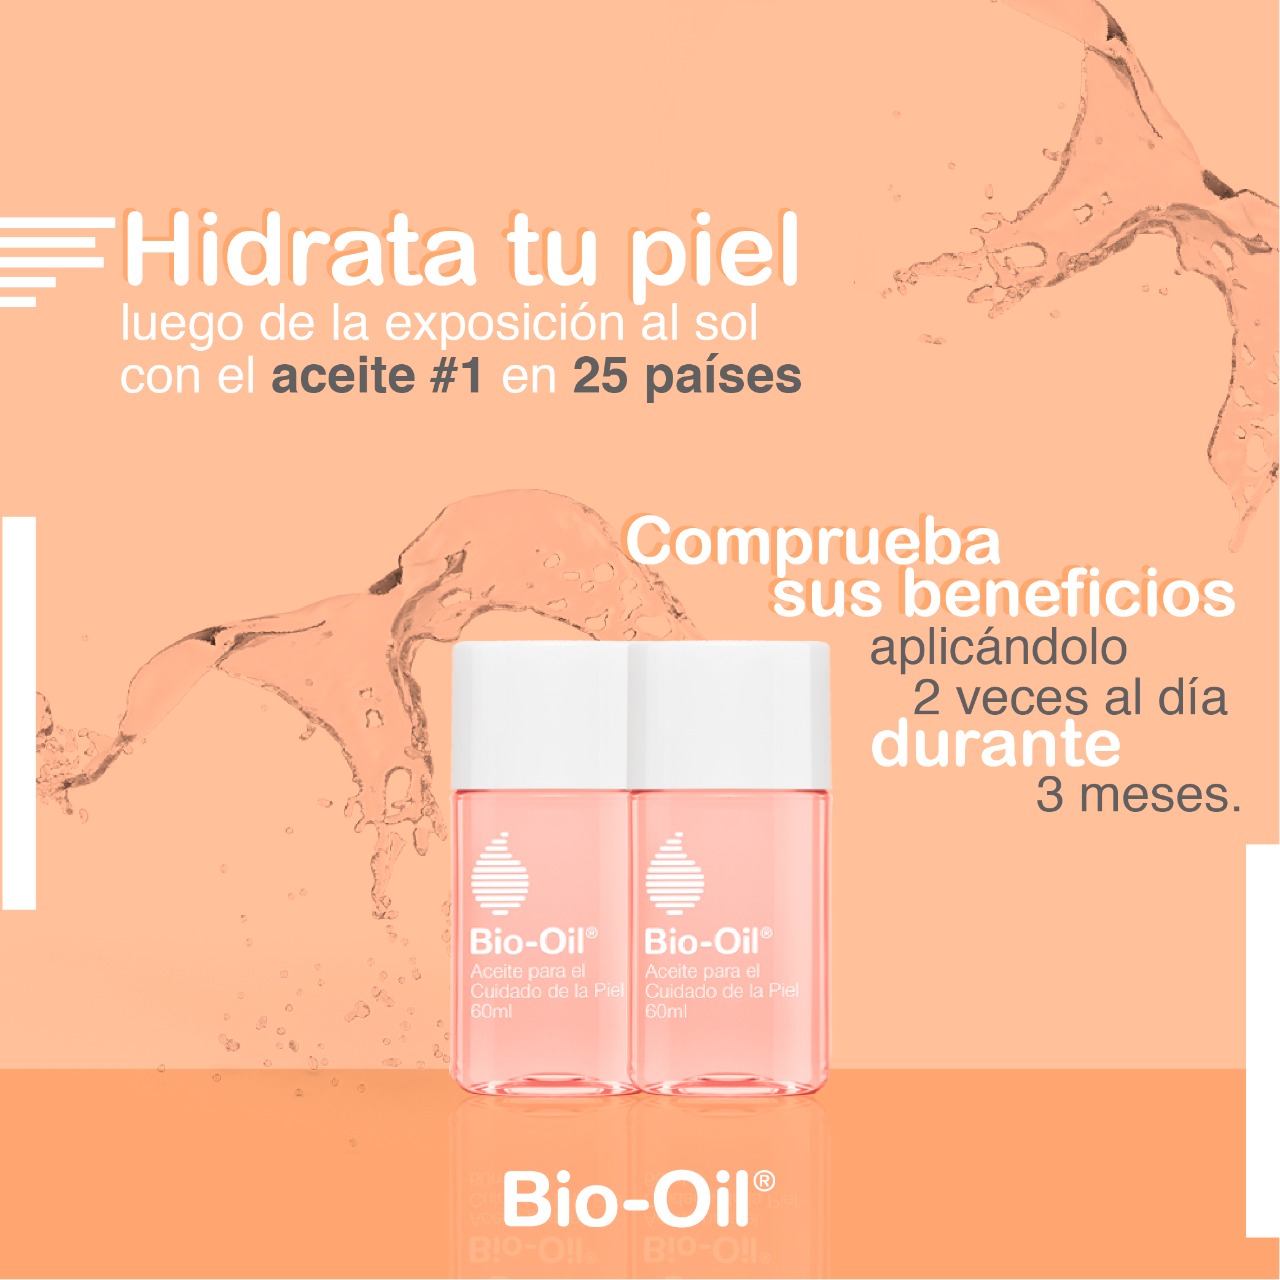 Hidrata tu piel
luego de la exposición al sol
con el aceite #1 en 25 países
Comprueba
sus beneficios
aplicándolo
2 veces al día
durante
3 meses.
Bio-Oil®
Aceite para el
Cuidado de la Piel
60ml
Bio-Oil®
Aceite para el
Cuidado de la Piel
60ml
Bio-Oil®